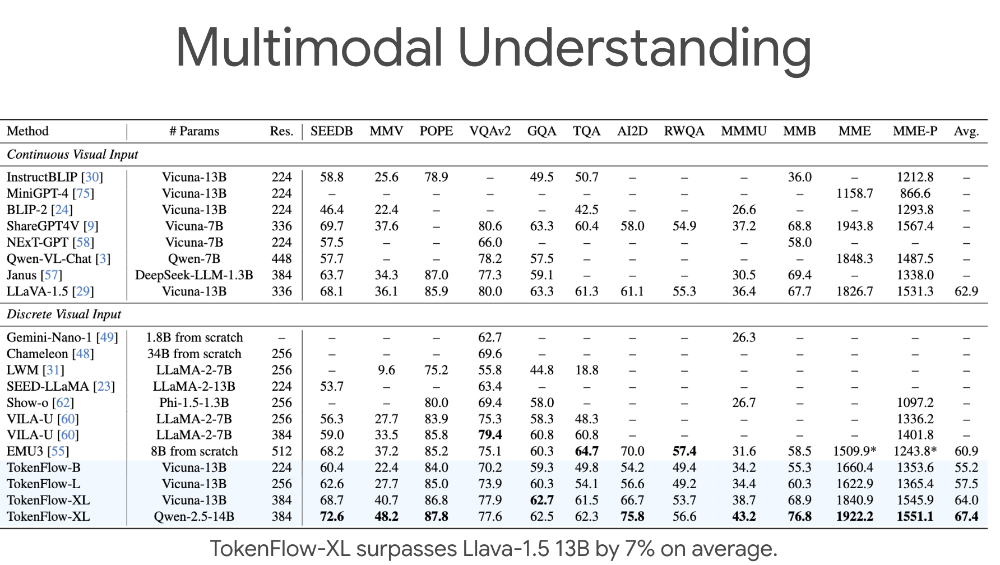 Multimodal Understanding
Method # Params Res. SEEDB MMV POPE VQAv2 GQA TQA AI2D RWQA MMMU MMB MME MME-P Avg.
Continuous Visual Input
InstructBLIP [30] Vicuna-13B 224 58.8 25.6 78.9 – 49.5 50.7 – – – 36.0 – 1212.8 –
MiniGPT-4 [75] Vicuna-13B 224 – – – – – – – – – – 1158.7 866.6 –
BLIP-2 [24] Vicuna-13B 224 46.4 22.4 – – – 42.5 – – 26.6 – – 1293.8 –
ShareGPT4V [9] Vicuna-7B 336 69.7 37.6 – 80.6 63.3 60.4 58.0 54.9 37.2 68.8 1943.8 1567.4 –
NExT-GPT [58] Vicuna-7B 224 57.5 – – 66.0 – – – – – 58.0 – – –
Qwen-VL-Chat [3] Qwen-7B 448 57.7 – – 78.2 57.5 – – – – – 1848.3 1487.5 –
Janus [57] DeepSeek-LLM-1.3B 384 63.7 34.3 87.0 77.3 59.1 – – – 30.5 69.4 – 1338.0 –
LLaVA-1.5 [29] Vicuna-13B 336 68.1 36.1 85.9 80.0 63.3 61.3 61.1 55.3 36.4 67.7 1826.7 1531.3 62.9
Discrete Visual Input
Gemini-Nano-1 [49] 1.8B from scratch – – – – 62.7 – – – – 26.3 – – – –
Chameleon [48] 34B from scratch 256 – – – 69.6 – – – – – – – – –
LWM [31] LLaMA-2-7B 256 – 9.6 75.2 55.8 44.8 18.8 – – – – – – –
SEED-LLaMA [23] LLaMA-2-13B 224 53.7 – – 63.4 – – – – – – – – –
Show-o [62] Phi-1.5-1.3B 256 – – 80.0 69.4 58.0 – – – 26.7 – – 1097.2 –
VILA-U [60] LLaMA-2-7B 256 56.3 27.7 83.9 75.3 58.3 48.3 – – – – – 1336.2 –
VILA-U [60] LLaMA-2-7B 384 59.0 33.5 85.8 79.4 60.8 60.8 – – – – – 1401.8 –
EMU3 [55] 8B from scratch 512 68.2 37.2 85.2 75.1 60.3 64.7 70.0 57.4 31.6 58.5 1509.9* 1243.8* 60.9
TokenFlow-B Vicuna-13B 224 60.4 22.4 84.0 70.2 59.3 49.8 54.2 49.4 34.2 55.3 1660.4 1353.6 55.2
TokenFlow-L Vicuna-13B 256 62.6 27.7 85.0 73.9 60.3 54.1 56.6 49.2 34.4 60.3 1622.9 1365.4 57.5
TokenFlow-XL Vicuna-13B 384 68.7 40.7 86.8 77.9 62.7 61.5 66.7 53.7 38.7 68.9 1840.9 1545.9 64.0
TokenFlow-XL Qwen-2.5-14B 384 72.6 48.2 87.8 77.6 62.5 62.3 75.8 56.6 43.2 76.8 1922.2 1551.1 67.4
TokenFlow-XL surpasses Llava-1.5 13B by 7% on average.